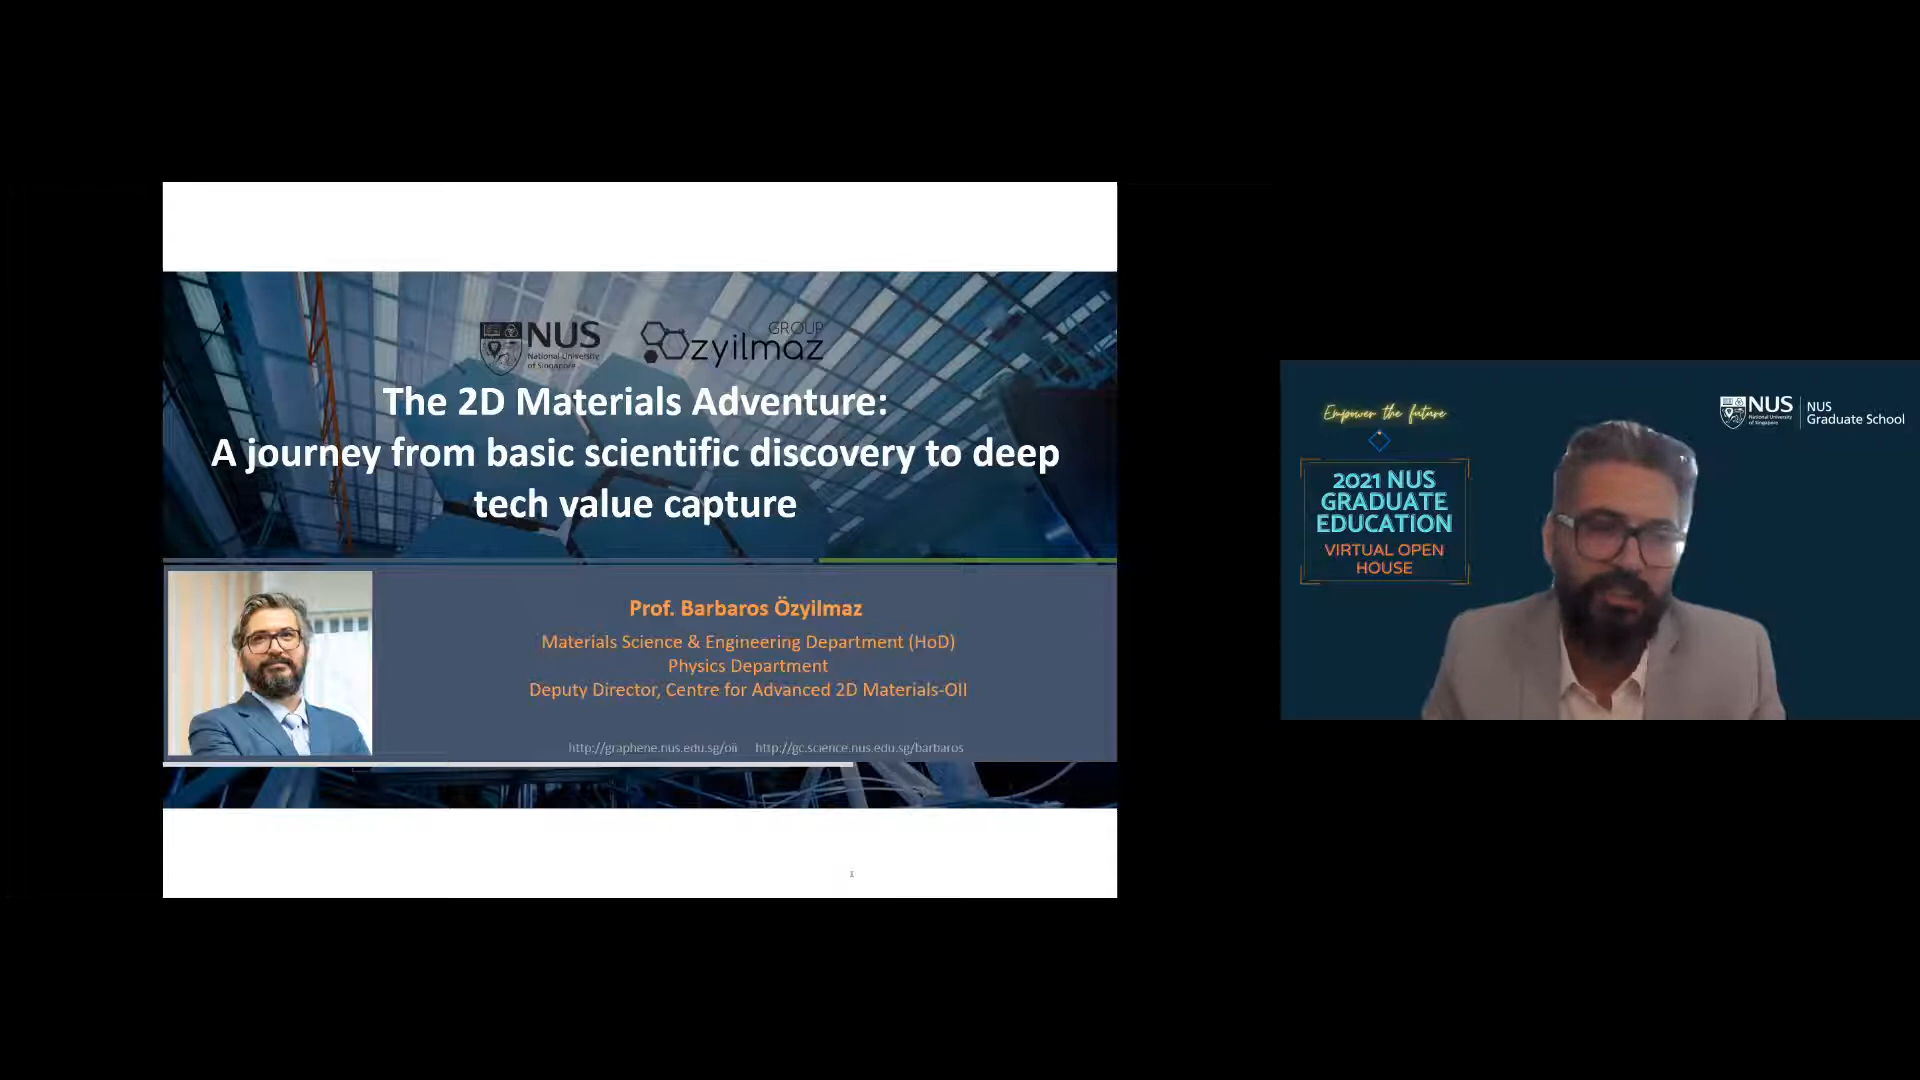 NUS
National University
of Singapore
GROUP
Özyilmaz
The 2D Materials Adventure:
A journey from basic scientific discovery to deep
tech value capture
Prof. Barbaros Özyilmaz
Materials Science & Engineering Department (HoD)
Physics Department
Deputy Director, Centre for Advanced 2D Materials-OII
http://graphene.nus.edu.sg/oii http://gc.science.nus.edu.sg/barbaros
Empower the future
2021 NUS
GRADUATE
EDUCATION
VIRTUAL OPEN
HOUSE
NUS
National University
of Singapore
NUS
Graduate School